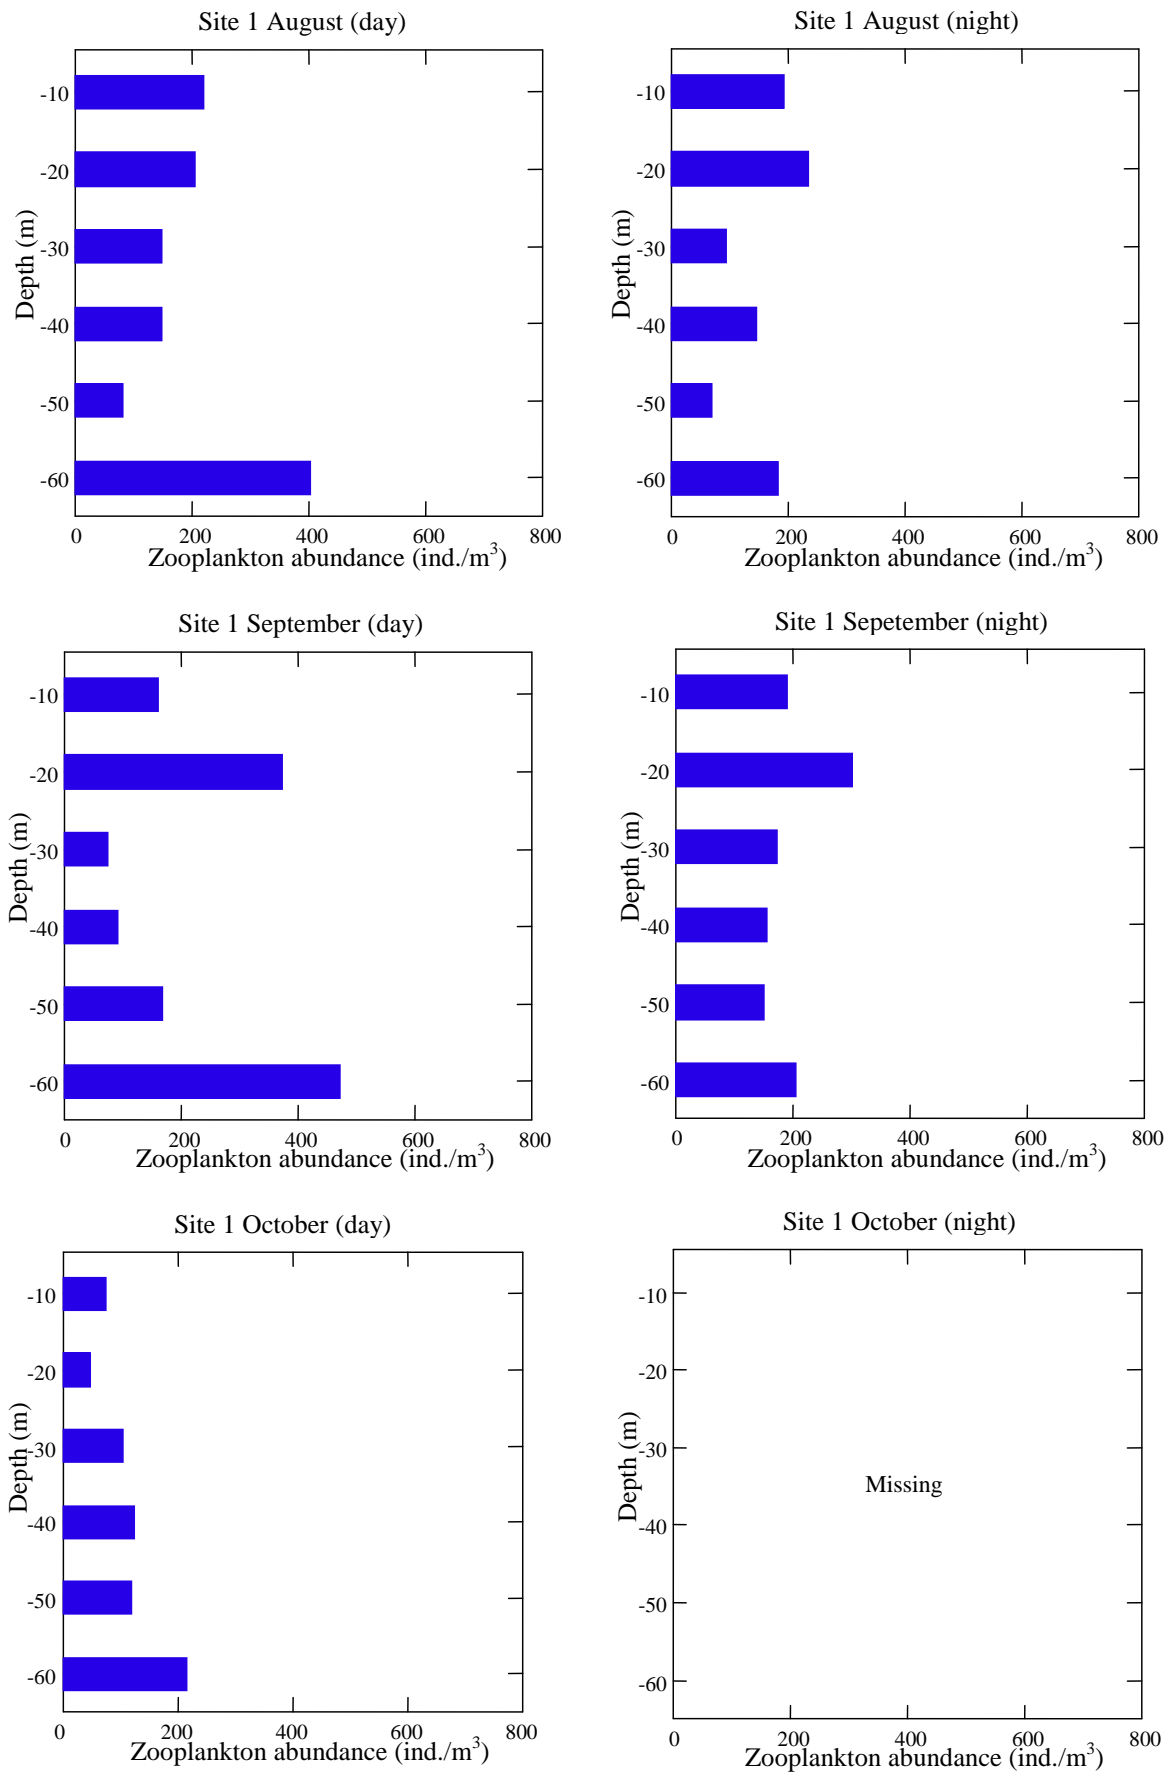 Site 1 August (day)
Depth (m)
-10
-20
-30
-40
-50
-60
0 200 400 600 800
Zooplankton abundance (ind./m³)
Site 1 August (night)
Depth (m)
-10
-20
-30
-40
-50
-60
0 200 400 600 800
Zooplankton abundance (ind./m³)
Site 1 September (day)
Depth (m)
-10
-20
-30
-40
-50
-60
0 200 400 600 800
Zooplankton abundance (ind./m³)
Site 1 Sepetember (night)
Depth (m)
-10
-20
-30
-40
-50
-60
0 200 400 600 800
Zooplankton abundance (ind./m³)
Site 1 October (day)
Depth (m)
-10
-20
-30
-40
-50
-60
0 200 400 600 800
Zooplankton abundance (ind./m³)
Site 1 October (night)
Depth (m)
-10
-20
-30
-40
-50
-60
Missing
0 200 400 600 800
Zooplankton abundance (ind./m³)